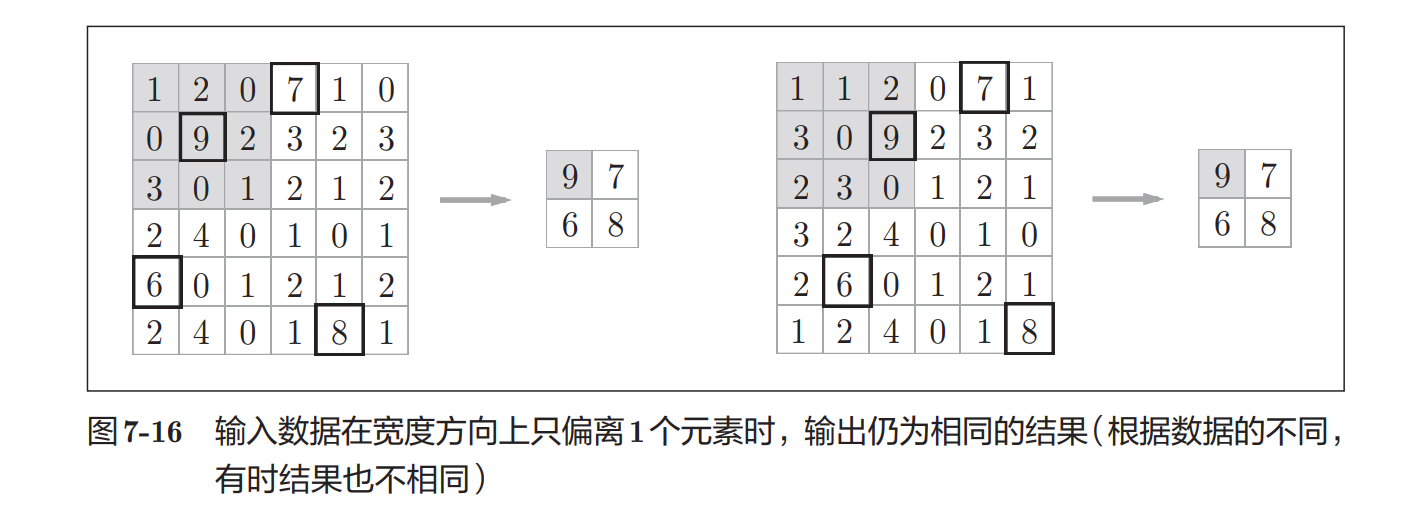 1 2 0 7 1 0
0 9 2 3 2 3
3 0 1 2 1 2
2 4 0 1 0 1
6 0 1 2 1 2
2 4 0 1 8 1
9 7
6 8
1 1 2 0 7 1
3 0 9 2 3 2
2 3 0 1 2 1
3 2 4 0 1 0
2 6 0 1 2 1
1 2 4 0 1 8
9 7
6 8
图7-16 输入数据在宽度方向上只偏离1个元素时，输出仍为相同的结果（根据数据的不同，
有时结果也不相同）